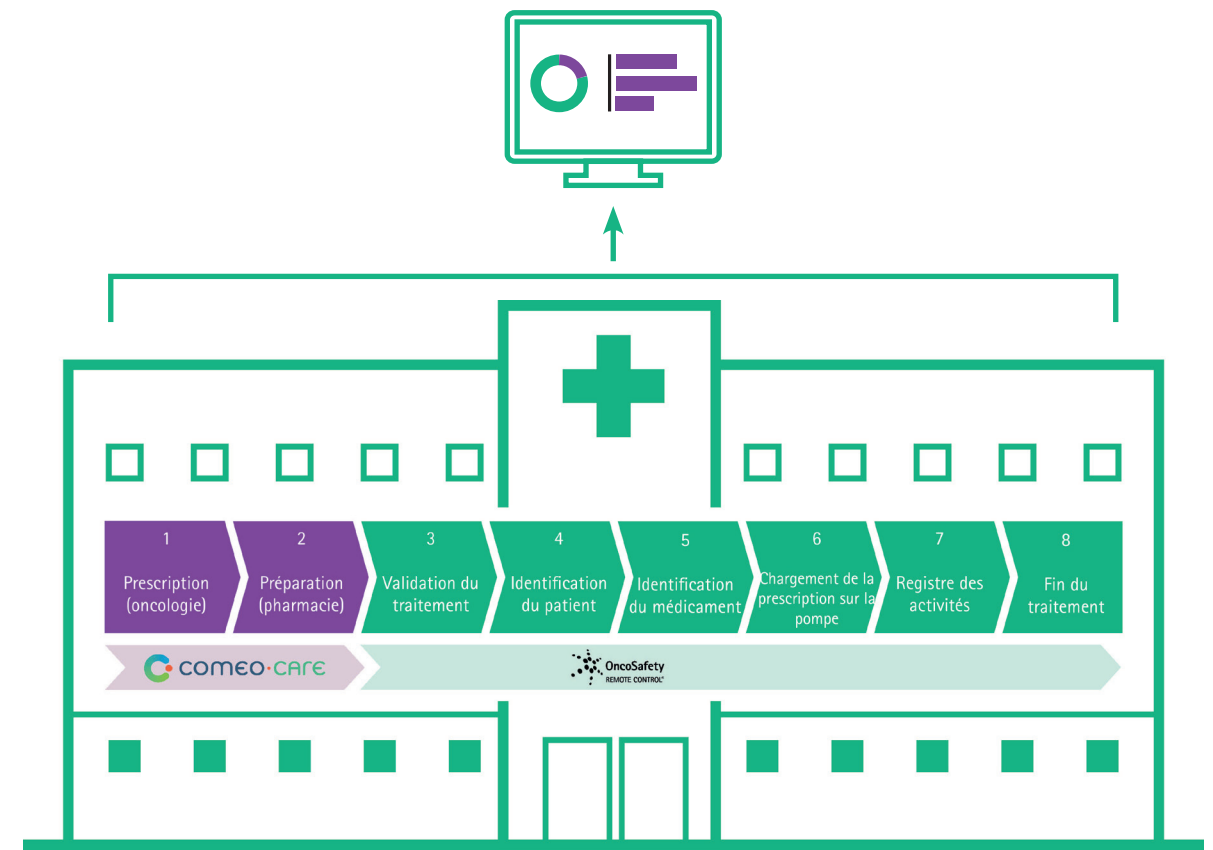 1
Prescription
(oncologie)
2
Préparation
(pharmacie)
3
Validation du
traitement
4
Identification
du patient
5
Identification
du médicament
6
Chargement de la
prescription sur la
pompe
7
Registre des
activités
8
Fin du
traitement
comeo·care
OncoSafety
REMOTE CONTROL®